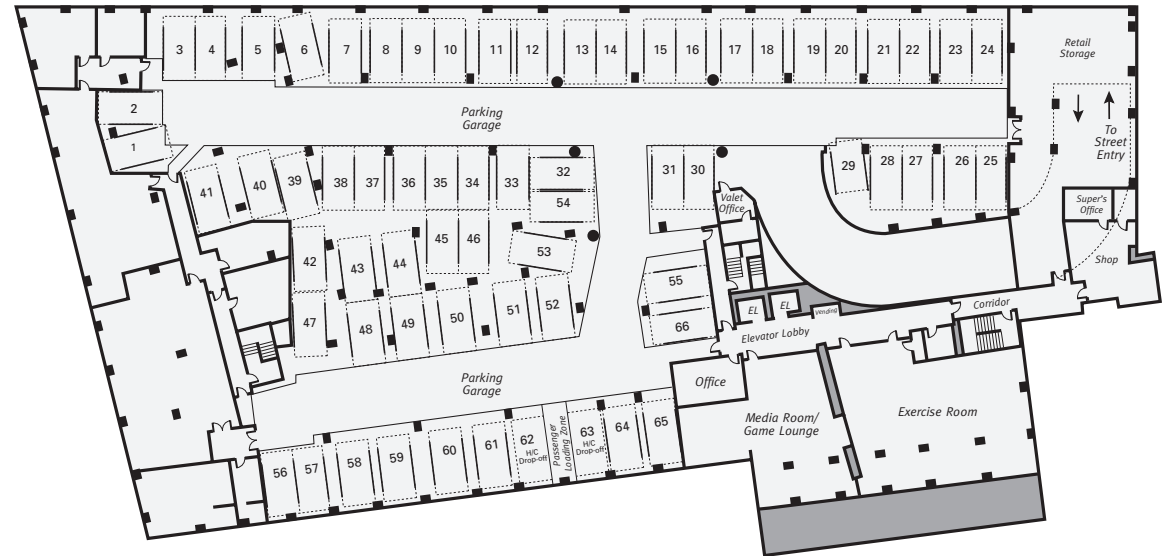 3 4 5 6 7 8 9 10 11 12 13 14 15 16 17 18 19 20 21 22 23 24
Retail
Storage
2
Parking
Garage
To
Street
Entry
1
41 40 39 38 37 36 35 34 33 32 31 30 29 28 27 26 25
54
Valet
Office
Super's
Office
42 43 44 45 46 53
Shop
55
47 48 49 50 51 52
66
EL
EL
Vending
Corridor
Elevator Lobby
Parking
Garage
Office
Media Room/
Game Lounge
Exercise Room
56 57 58 59 60 61 62 63 64 65
H/C
Drop-off
Passenger
Loading Zone
H/C
Drop-off